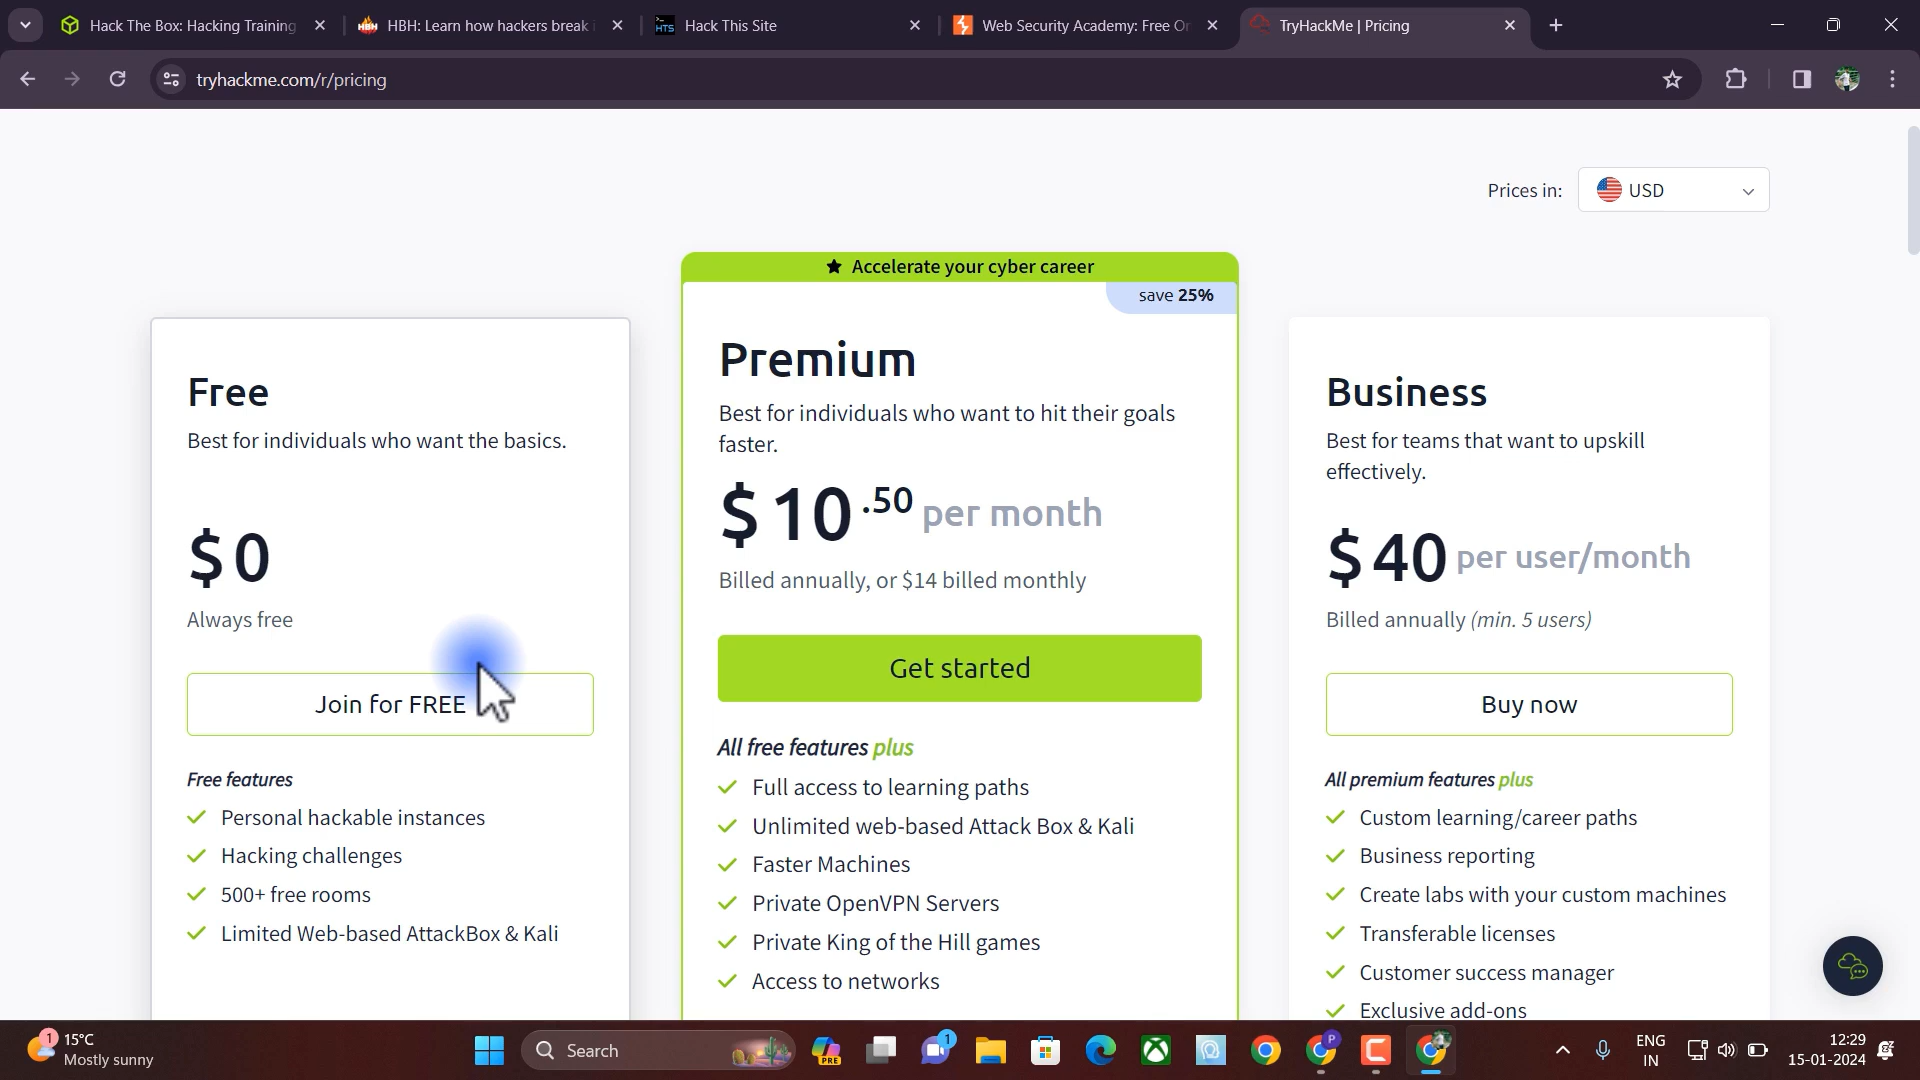 Hack The Box: Hacking Training
HBH: Learn how hackers break i
HTS
Hack This Site
Web Security Academy: Free On
TryHackMe | Pricing
tryhackme.com/r/pricing
Prices in:
USD
Free
Best for individuals who want the basics.
$0
Always free
Join for FREE
Free features
Personal hackable instances
Hacking challenges
500+ free rooms
Limited Web-based AttackBox & Kali
★ Accelerate your cyber career
save 25%
Premium
Best for individuals who want to hit their goals
faster.
$10.50 per month
Billed annually, or $14 billed monthly
Get started
All free features plus
Full access to learning paths
Unlimited web-based Attack Box & Kali
Faster Machines
Private OpenVPN Servers
Private King of the Hill games
Access to networks
Business
Best for teams that want to upskill
effectively.
$40 per user/month
Billed annually (min. 5 users)
Buy now
All premium features plus
Custom learning/career paths
Business reporting
Create labs with your custom machines
Transferable licenses
Customer success manager
Exclusive add-ons
1
15°C
Mostly sunny
Search
PRE
1
P
ENG
IN
12:29
15-01-2024